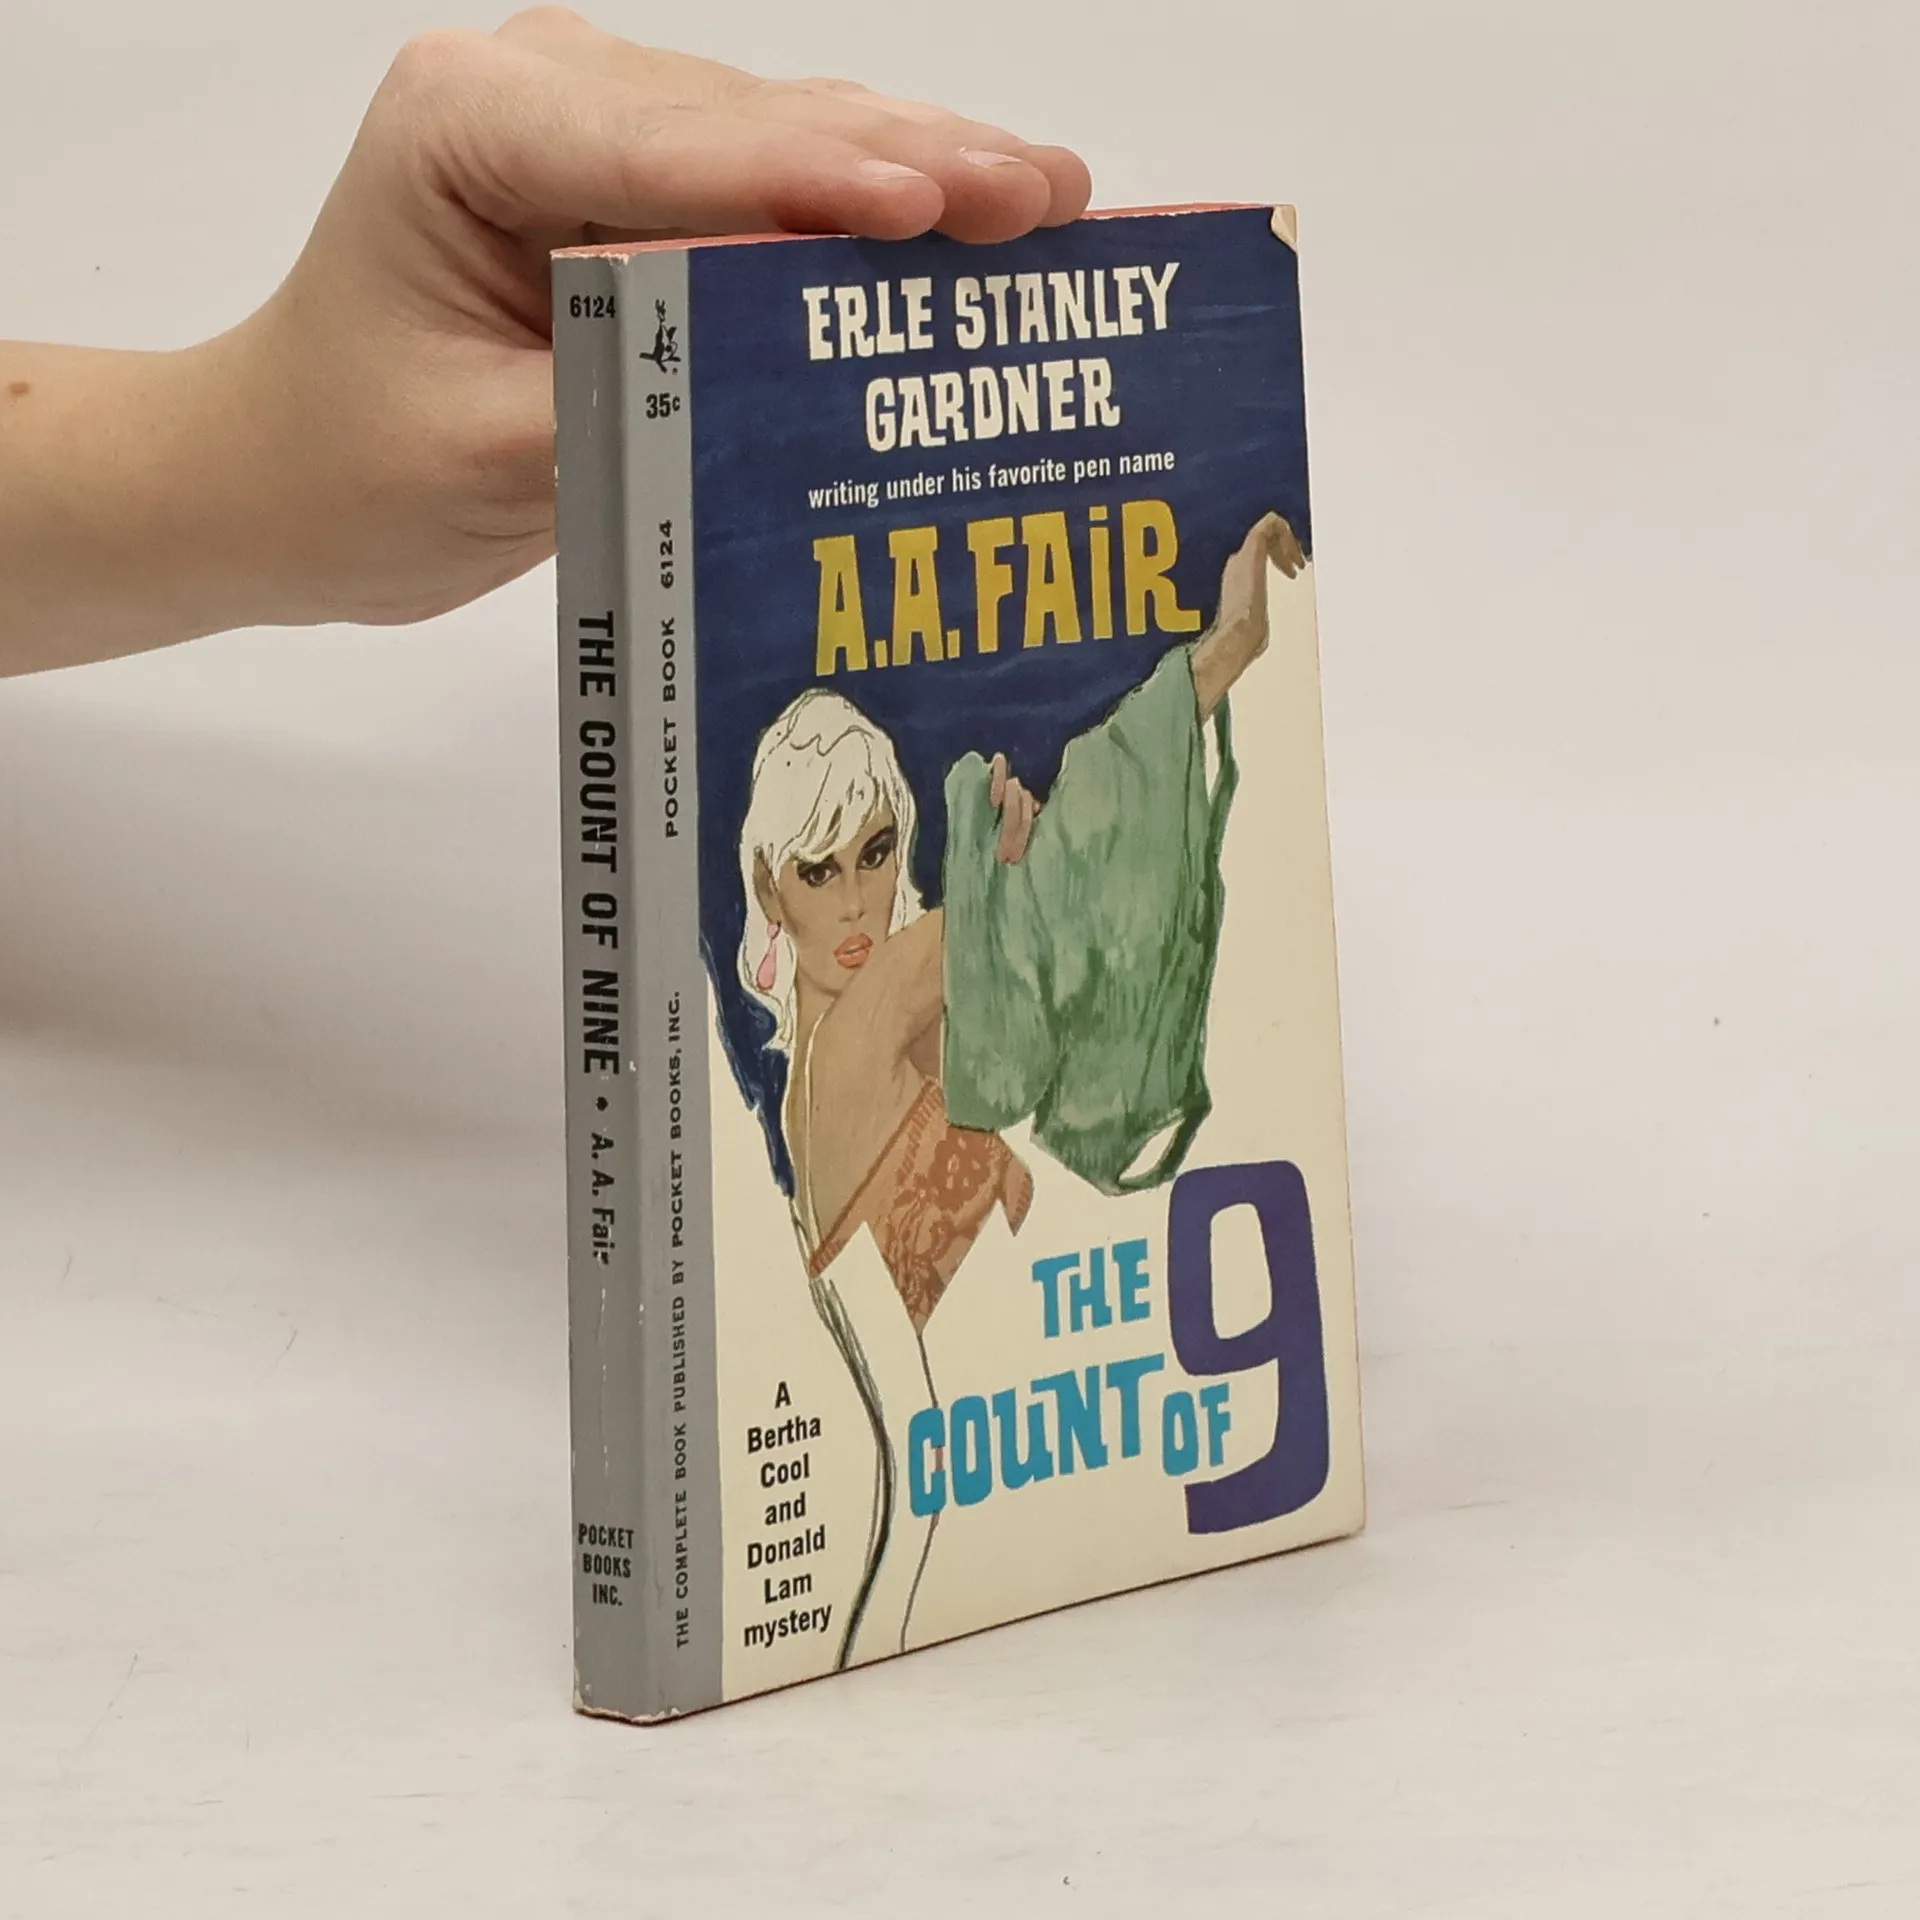 6124
THE COUNT OF NINE • A. A. Fair
POCKET
BOOKS
INC.
35¢
POCKET BOOK 6124
THE COMPLETE BOOK PUBLISHED BY POCKET BOOKS, INC.
ERLE STANLEY
GARDNER
writing under his favorite pen name
A.A.FAiR
THE
COUNT OF 9
A
Bertha
Cool
and
Donald
Lam
mystery